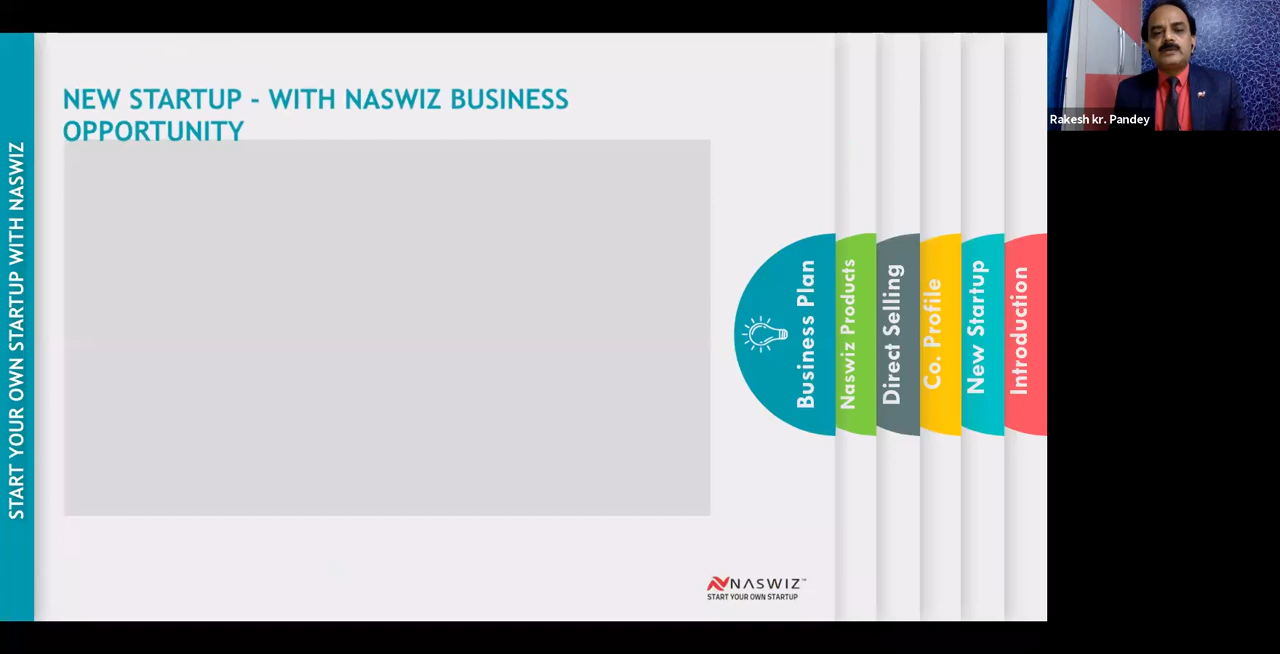 START YOUR OWN STARTUP WITH NASWIZ
NEW STARTUP - WITH NASWIZ BUSINESS
OPPORTUNITY
Business Plan
Naswiz Products
Direct Selling
Co. Profile
New Startup
Introduction
NASWIZ™
START YOUR OWN STARTUP
Rakesh kr. Pandey